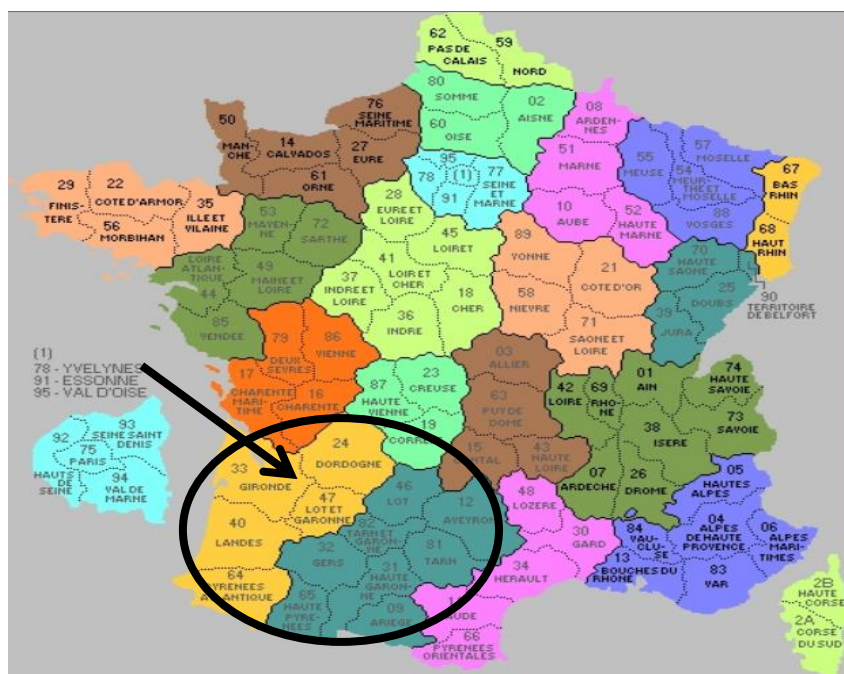 62
PAS DE
CALAIS
59
NORD
80
SOMME
02
AISNE
60
OISE
76
SEINE
MARITIME
08
ARDEN-
NES
50
MAN-
CHE
14
CALVADOS
27
EURE
61
ORNE
95
78
(1)
91
77
SEINE
ET
MARNE
51
MARNE
10
AUBE
52
HAUTE
MARNE
55
MEUSE
57
MOSELLE
54
MEUR-
THE ET
MOSELLE
88
VOSGES
67
BAS
RHIN
68
HAUT
RHIN
29
FINIS-
TERE
22
COTE D'ARMOR
56
MORBIHAN
35
ILLE ET
VILAINE
53
MAYEN-
NE
72
SARTHE
LOIRE
ATLAN-
TIQUE
44
49
MAINE ET
LOIRE
85
VENDEE
28
EURE ET
LOIRE
45
LOIRET
41
LOIR ET
CHER
37
INDRE ET
LOIRE
18
CHER
36
INDRE
89
YONNE
21
COTE D'OR
58
NIEVRE
71
SAONE ET
LOIRE
70
HAUTE
SAONE
25
DOUBS
39
JURA
90
TERRITOIRE
DE BELFORT
79
DEUX
SEVRES
86
VIENNE
17
CHARENTE
MARI-
TIME
16
CHARENTE
87
HAUTE
VIENNE
23
CREUSE
19
CORRE
03
ALLIER
63
PUY DE
DOME
15
NTAL
43
HAUTE
LOIRE
42
LOIRE
69
RHO-
NE
01
AIN
74
HAUTE
SAVOIE
73
SAVOIE
38
ISERE
07
ARDECHE
26
DROME
05
HAUTES
ALPES
04
ALPES
DE HAUTE
PROVENCE
06
ALPES
MARI-
TIMES
84
VAU-
CLU-
SE
13
BOUCHES DU
RHÔNE
83
VAR
(1)
78 - YVELYNES
91 - ESSONNE
95 - VAL D'OISE
92
HAUTS
DE
SEINE
93
SEINE SAINT
DENIS
75
PARIS
94
VAL DE
MARNE
24
DORDOGNE
33
GIRONDE
47
LOT ET
GARONNE
40
LANDES
64
PYRENEES
ATLANTIQUE
46
LOT
12
AVEYRON
82
TARN ET
GARON-
NE
81
TARN
32
GERS
31
HAUTE
GARON-
NE
65
HAUTE
PYRE-
NEES
09
ARIEGE
48
LOZERE
30
GARD
34
HERAULT
AUDE
66
PYRENEES
ORIENTALES
2B
HAUTE
CORSE
2A
CORSE
DU SUD